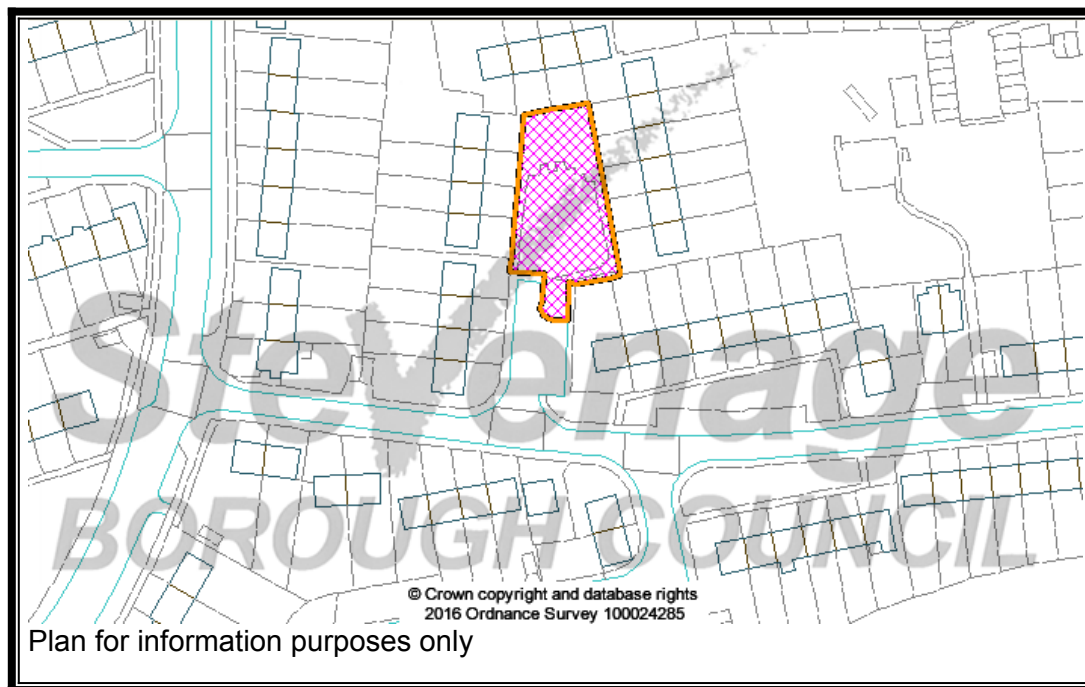 Stevenage
BOROUGH COUNCIL
© Crown copyright and database rights
2016 Ordnance Survey 100024285
Plan for information purposes only